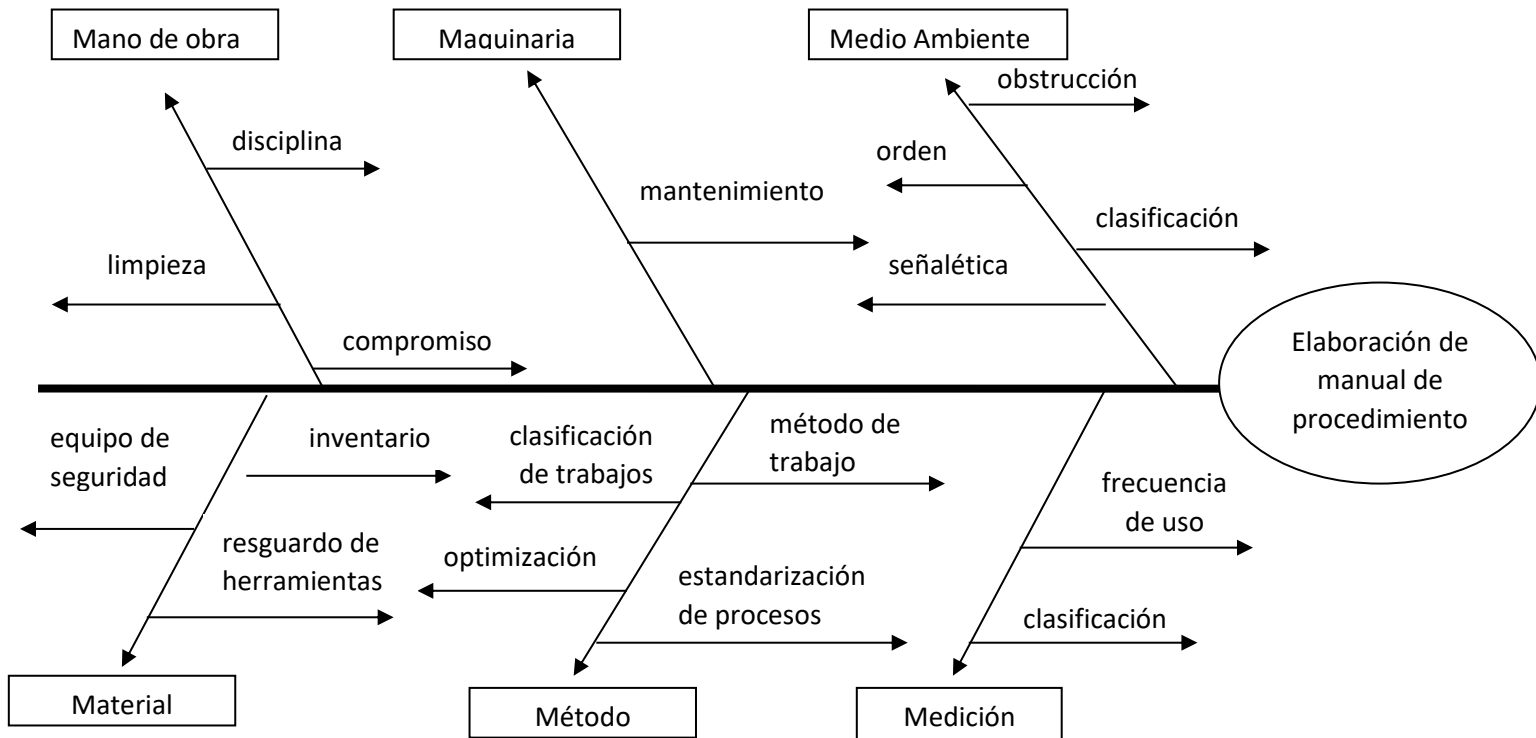 Mano de obra
Maquinaria
Medio Ambiente
obstrucción
disciplina
orden
mantenimiento
clasificación
limpieza
señalética
compromiso
Elaboración de
manual de
procedimiento
equipo de
seguridad
inventario
clasificación
de trabajos
método de
trabajo
frecuencia
de uso
resguardo de
herramientas
optimización
estandarización
de procesos
clasificación
Material
Método
Medición